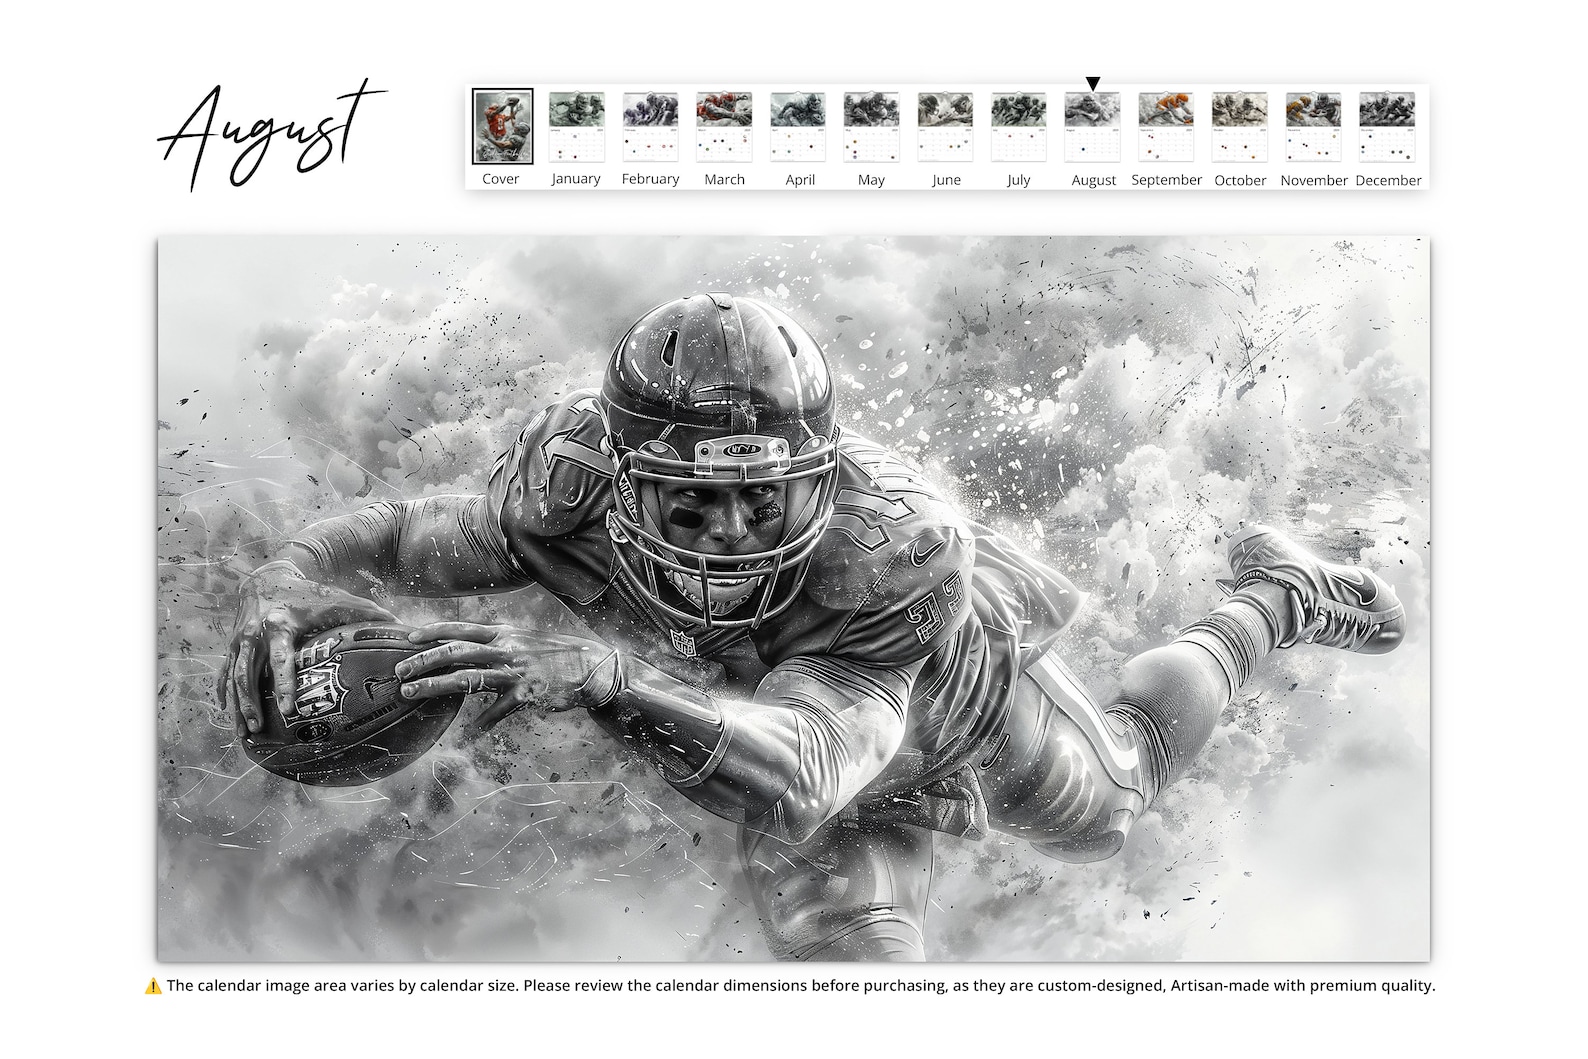 August
Cover January February March April May June July August September October November December
⚠️ The calendar image area varies by calendar size. Please review the calendar dimensions before purchasing, as they are custom-designed, Artisan-made with premium quality.